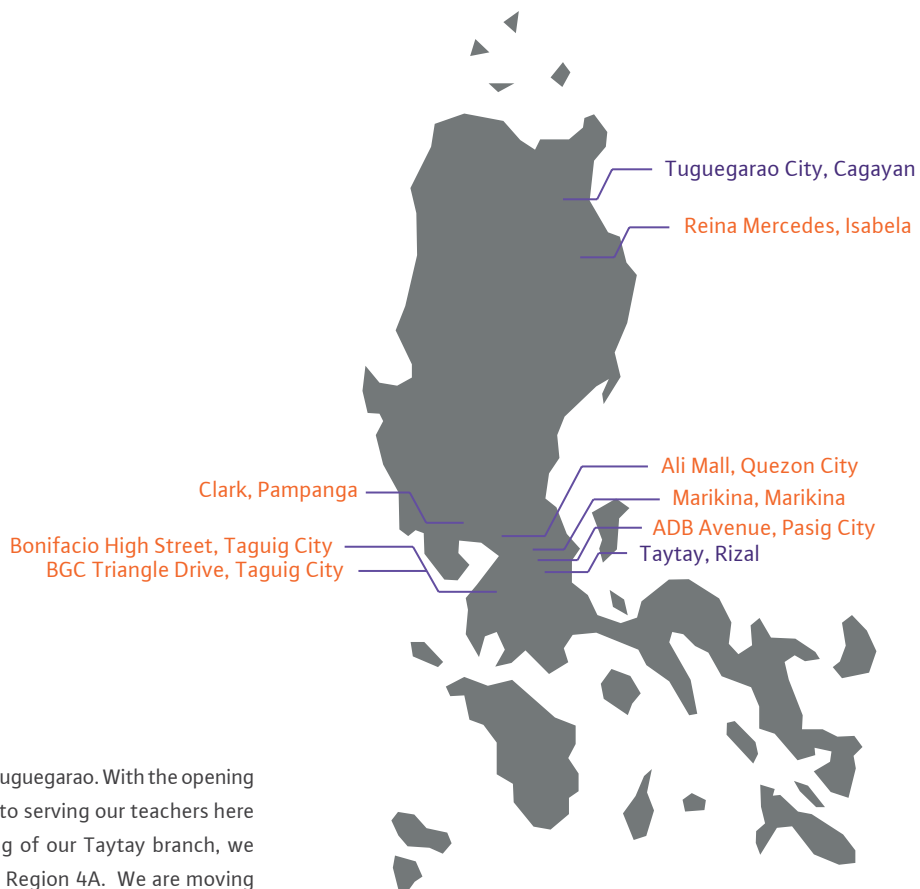 Tuguegarao City, Cagayan
Reina Mercedes, Isabela
Ali Mall, Quezon City
Clark, Pampanga
Marikina, Marikina
ADB Avenue, Pasig City
Bonifacio High Street, Taguig City
Taytay, Rizal
BGC Triangle Drive, Taguig City
uguegarao. With the opening
to serving our teachers here
g of our Taytay branch, we
Region 4A. We are moving